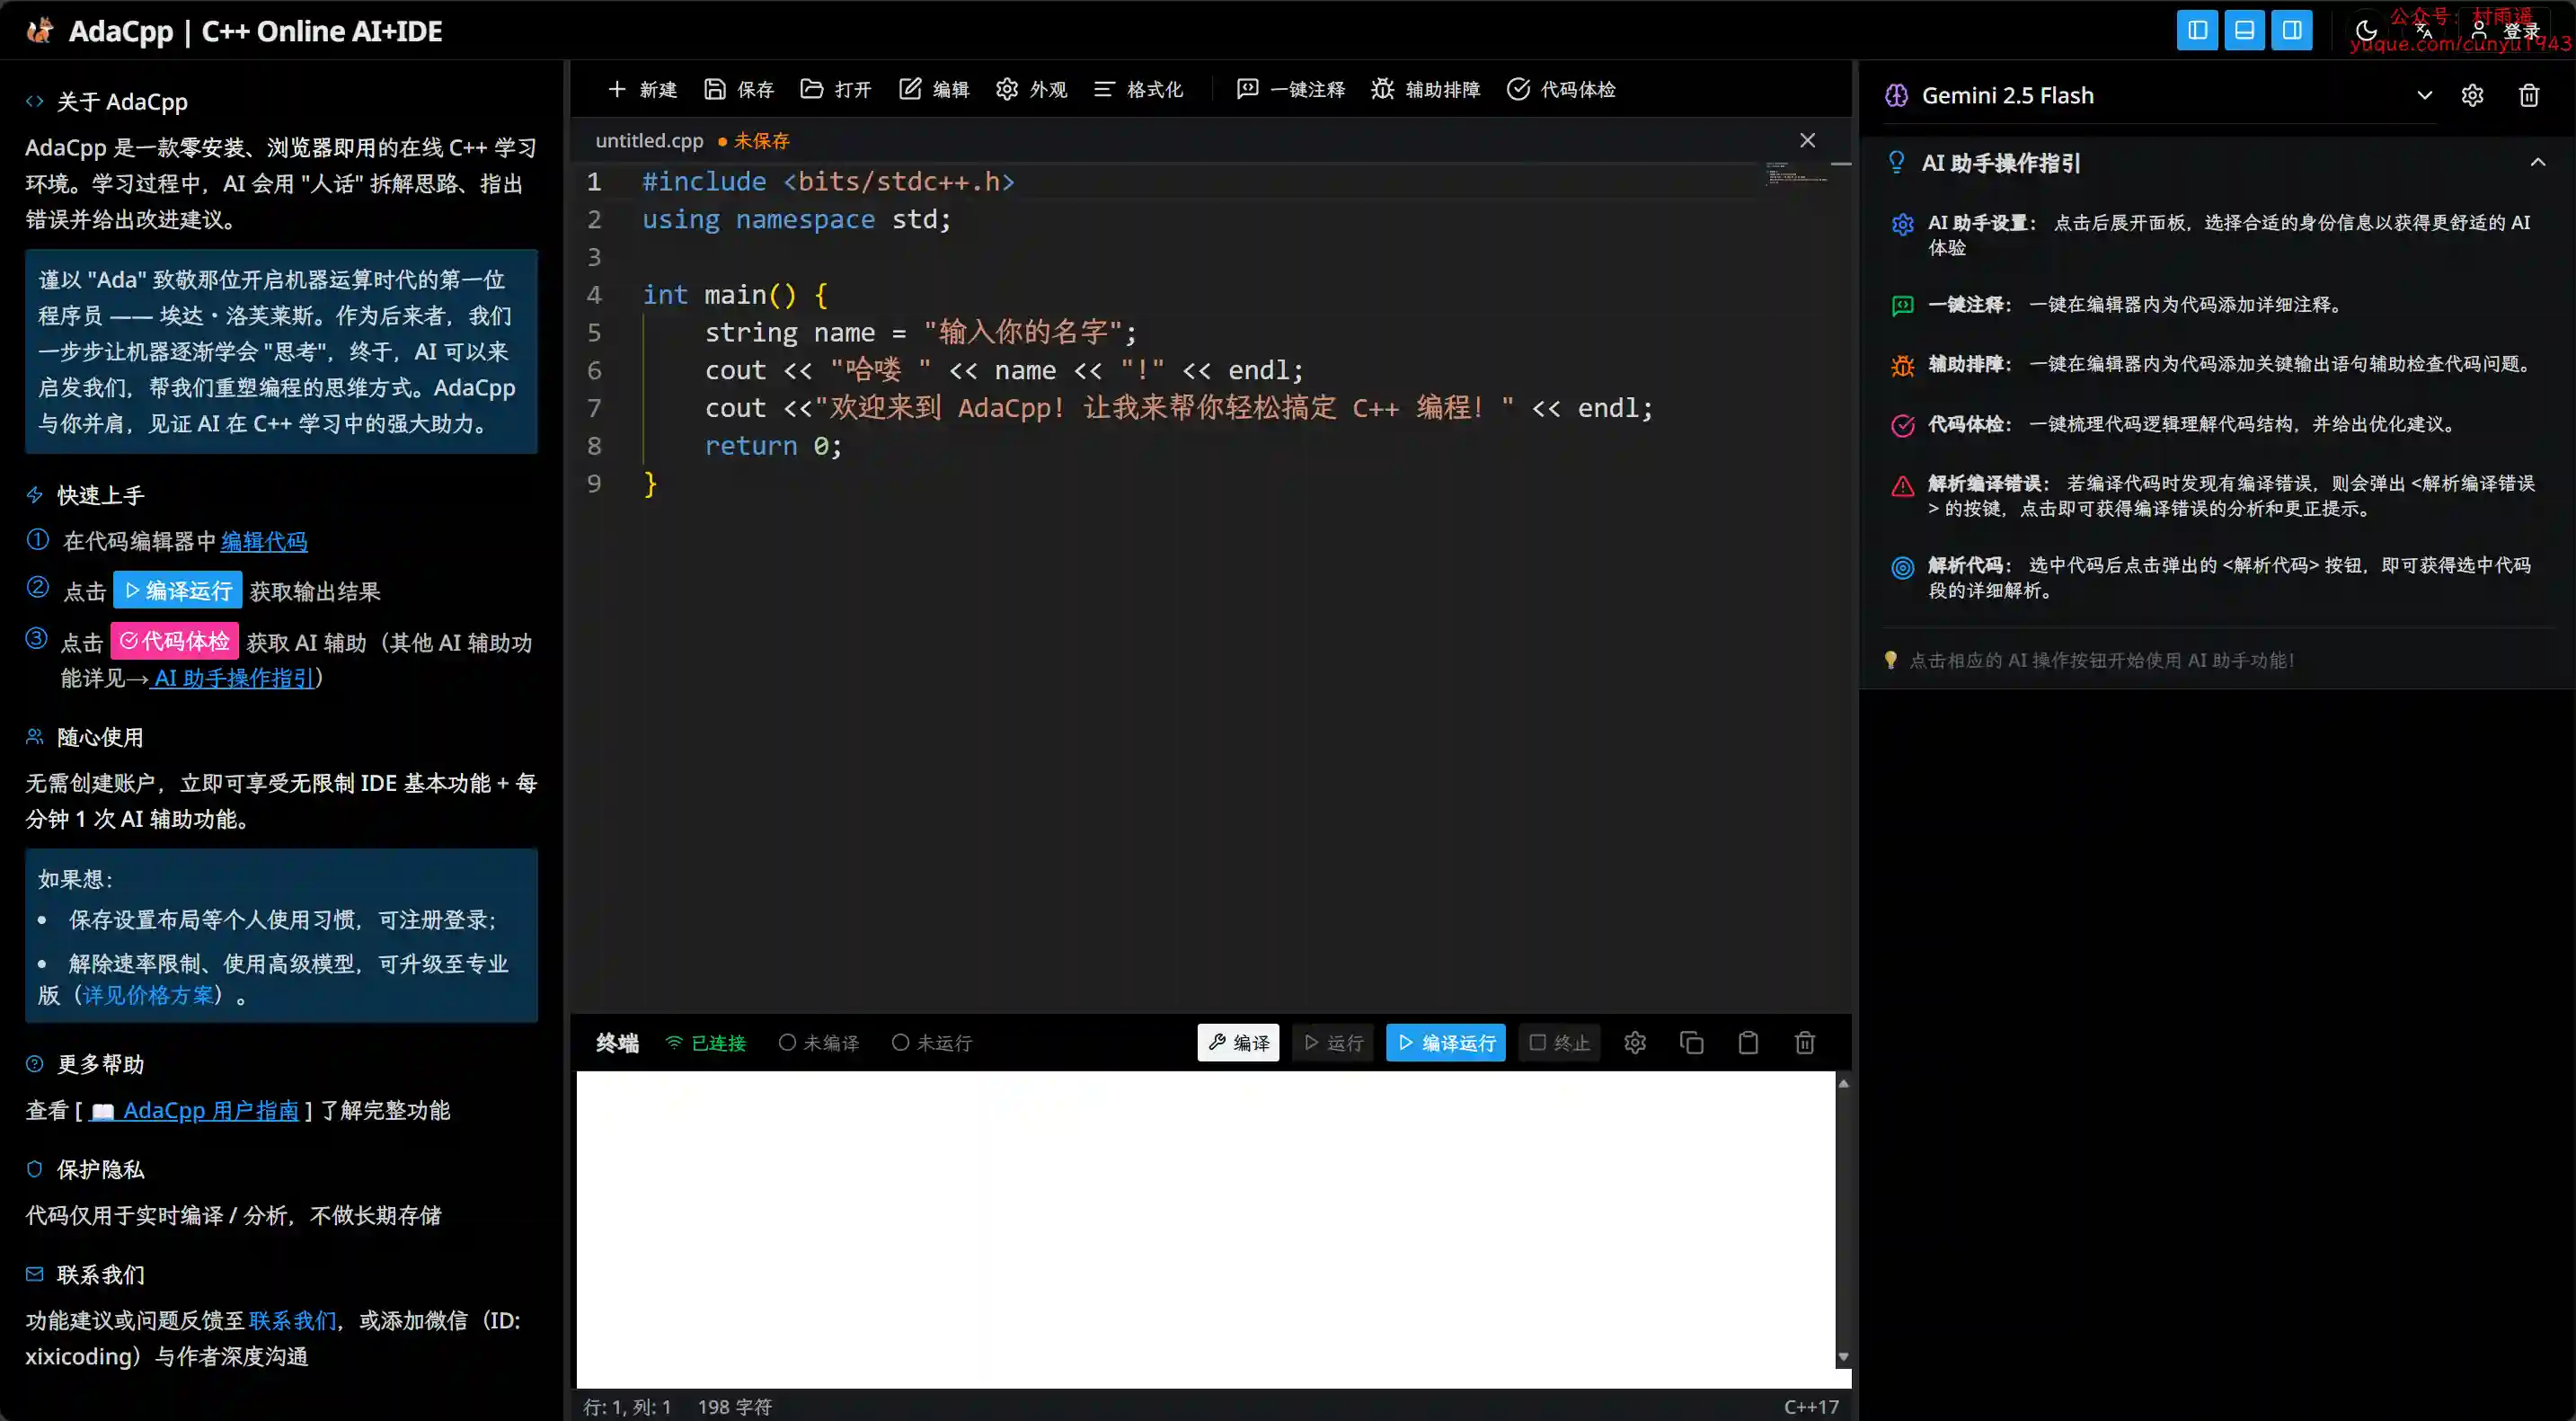 AdaCpp | C++ Online AI+IDE
公众号：村雨遥
登录
yuque.com/cunyu1943
关于 AdaCpp
AdaCpp 是一款零安装、浏览器即用的在线 C++ 学习
环境。学习过程中，AI 会用 "人话" 拆解思路、指出
错误并给出改进建议。
谨以 "Ada" 致敬那位开启机器运算时代的第一位
程序员 —— 埃达・洛芙莱斯。作为后来者，我们
一步步让机器逐渐学会 "思考"，终于，AI 可以来
启发我们，帮我们重塑编程的思维方式。AdaCpp
与你并肩，见证 AI 在 C++ 学习中的强大助力。
快速上手
① 在代码编辑器中 编辑代码
② 点击 编译运行 获取输出结果
③ 点击 代码体检 获取 AI 辅助（其他 AI 辅助功
能详见→ AI 助手操作指引）
随心使用
无需创建账户，立即可享受无限制 IDE 基本功能 + 每
分钟 1 次 AI 辅助功能。
如果想：
• 保存设置布局等个人使用习惯，可注册登录；
• 解除速率限制、使用高级模型，可升级至专业
版（详见价格方案）。
更多帮助
查看 [ 📖 AdaCpp 用户指南 ] 了解完整功能
保护隐私
代码仅用于实时编译 / 分析，不做长期存储
联系我们
功能建议或问题反馈至 联系我们，或添加微信（ID:
xixicoding）与作者深度沟通
新建 保存 打开 编辑 外观 格式化 一键注释 辅助排障 代码体检
untitled.cpp ● 未保存
1 #include <bits/stdc++.h>
2 using namespace std;
3
4 int main() {
5 string name = "输入你的名字";
6 cout << "哈喽 " << name << "!" << endl;
7 cout <<"欢迎来到 AdaCpp！让我来帮你轻松搞定 C++ 编程！" << endl;
8 return 0;
9 }
终端 已连接 未编译 未运行 编译 运行 编译运行 终止
行: 1, 列: 1 198 字符
C++17
Gemini 2.5 Flash
AI 助手操作指引
AI 助手设置： 点击后展开面板，选择合适的身份信息以获得更舒适的 AI
体验
一键注释： 一键在编辑器内为代码添加详细注释。
辅助排障： 一键在编辑器内为代码添加关键输出语句辅助检查代码问题。
代码体检： 一键梳理代码逻辑理解代码结构，并给出优化建议。
解析编译错误： 若编译代码时发现有编译错误，则会弹出 <解析编译错误
> 的按键，点击即可获得编译错误的分析和更正提示。
解析代码： 选中代码后点击弹出的 <解析代码> 按钮，即可获得选中代码
段的详细解析。
💡 点击相应的 AI 操作按钮开始使用 AI 助手功能！